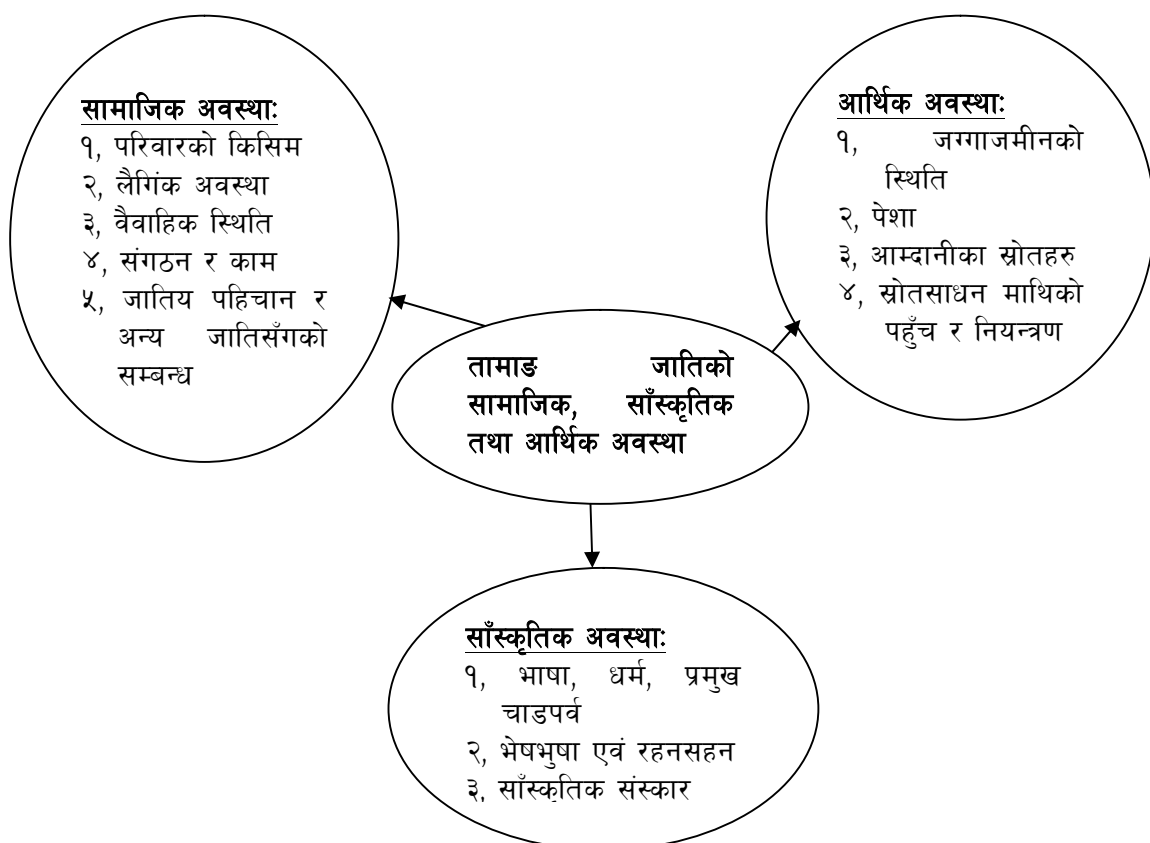 सामाजिक अवस्थाः
१, परिवारको किसिम
२, लैगिंक अवस्था
३, वैवाहिक स्थिति
४, संगठन र काम
५, जातिय पहिचान र
अन्य जातिसँगको
सम्बन्ध
आर्थिक अवस्थाः
१, जग्गाजमीनको
स्थिति
२, पेशा
३, आम्दानीका स्रोतहरु
४, स्रोतसाधन माथिको
पहुँच र नियन्त्रण
तामाङ जातिको
सामाजिक, साँस्कृतिक
तथा आर्थिक अवस्था
साँस्कृतिक अवस्थाः
१, भाषा, धर्म, प्रमुख
चाडपर्व
२, भेषभुषा एवं रहनसहन
३, साँस्कृतिक संस्कार